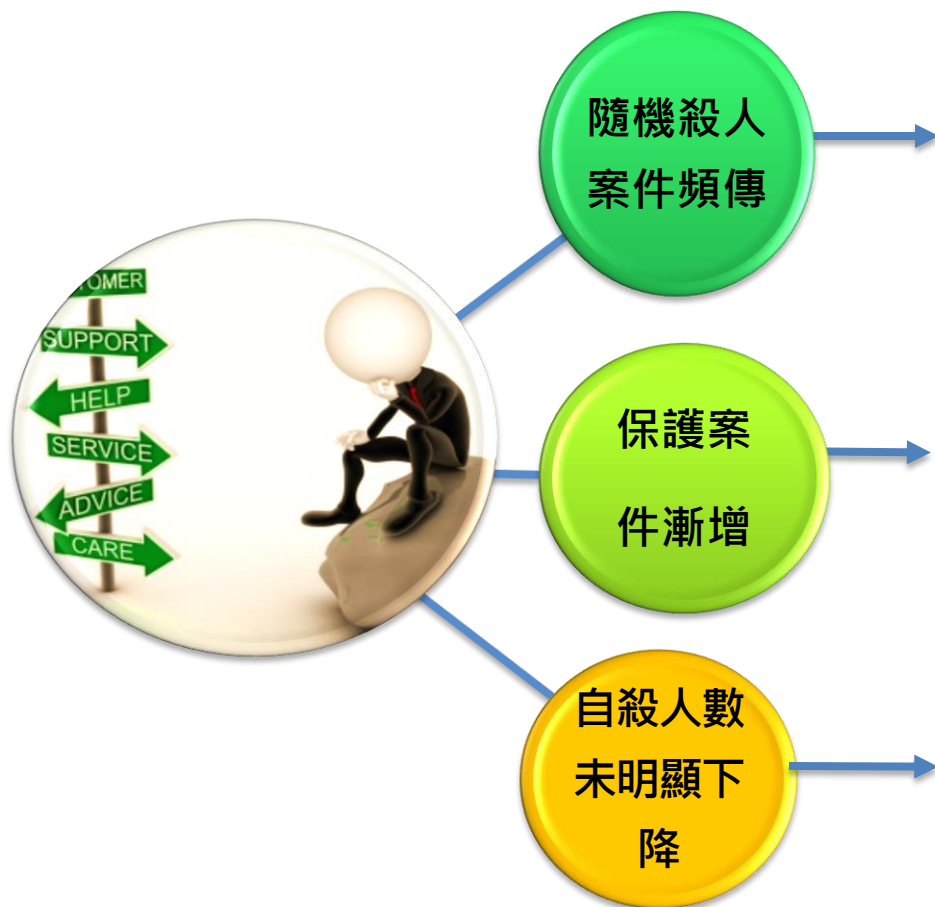 隨機殺人
案件頻傳
TOMER
SUPPORT
HELP
SERVICE
ADVICE
CARE
保護案
件漸增
自殺人數
未明顯下
降